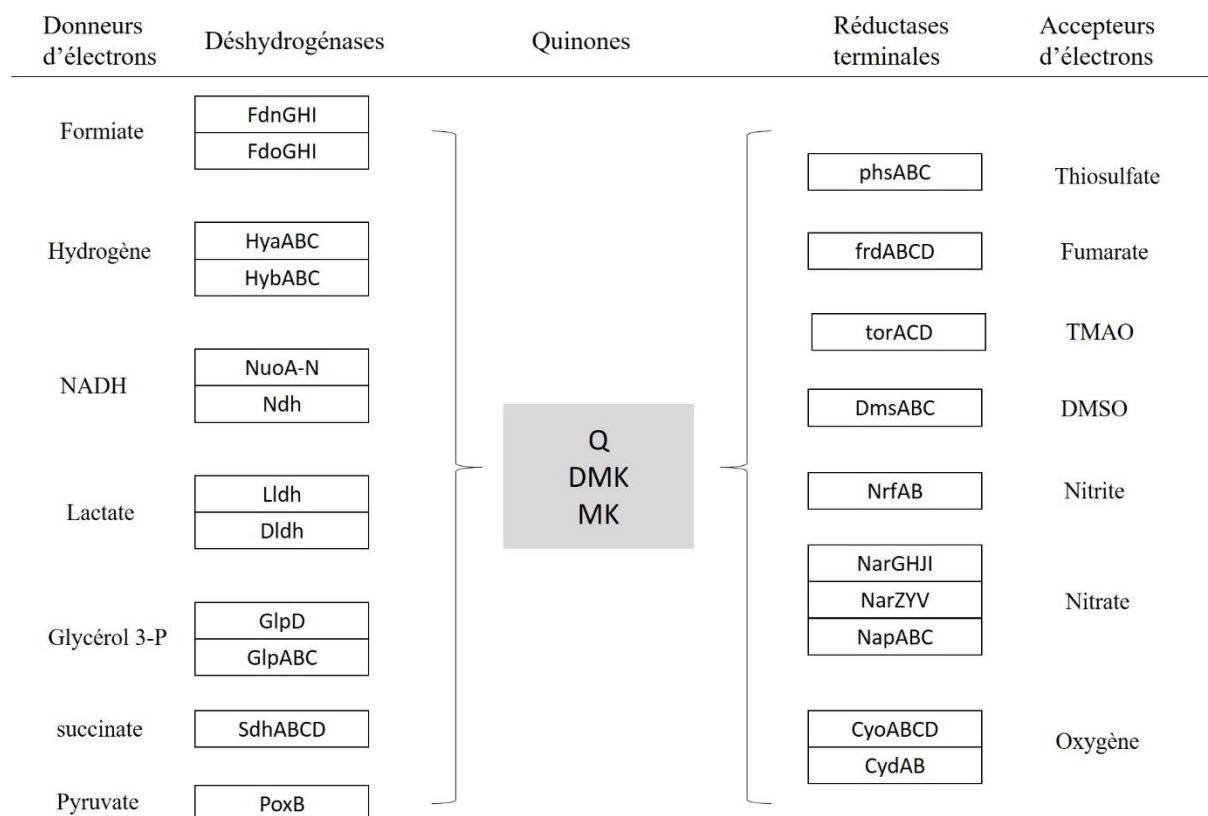 Donneurs
d’électrons
Déshydrogénases
Quinones
Réductases
terminales
Accepteurs
d’électrons
Formiate
FdnGHI
FdoGHI
Hydrogène
HyaABC
HybABC
NADH
NuoA-N
Ndh
Lactate
Lldh
Dldh
Glycérol 3-P
GlpD
GlpABC
succinate
SdhABCD
Pyruvate
PoxB
Q
DMK
MK
phsABC
Thiosulfate
frdABCD
Fumarate
torACD
TMAO
DmsABC
DMSO
NrfAB
Nitrite
NarGHJI
NarZYV
NapABC
Nitrate
CyoABCD
CydAB
Oxygène